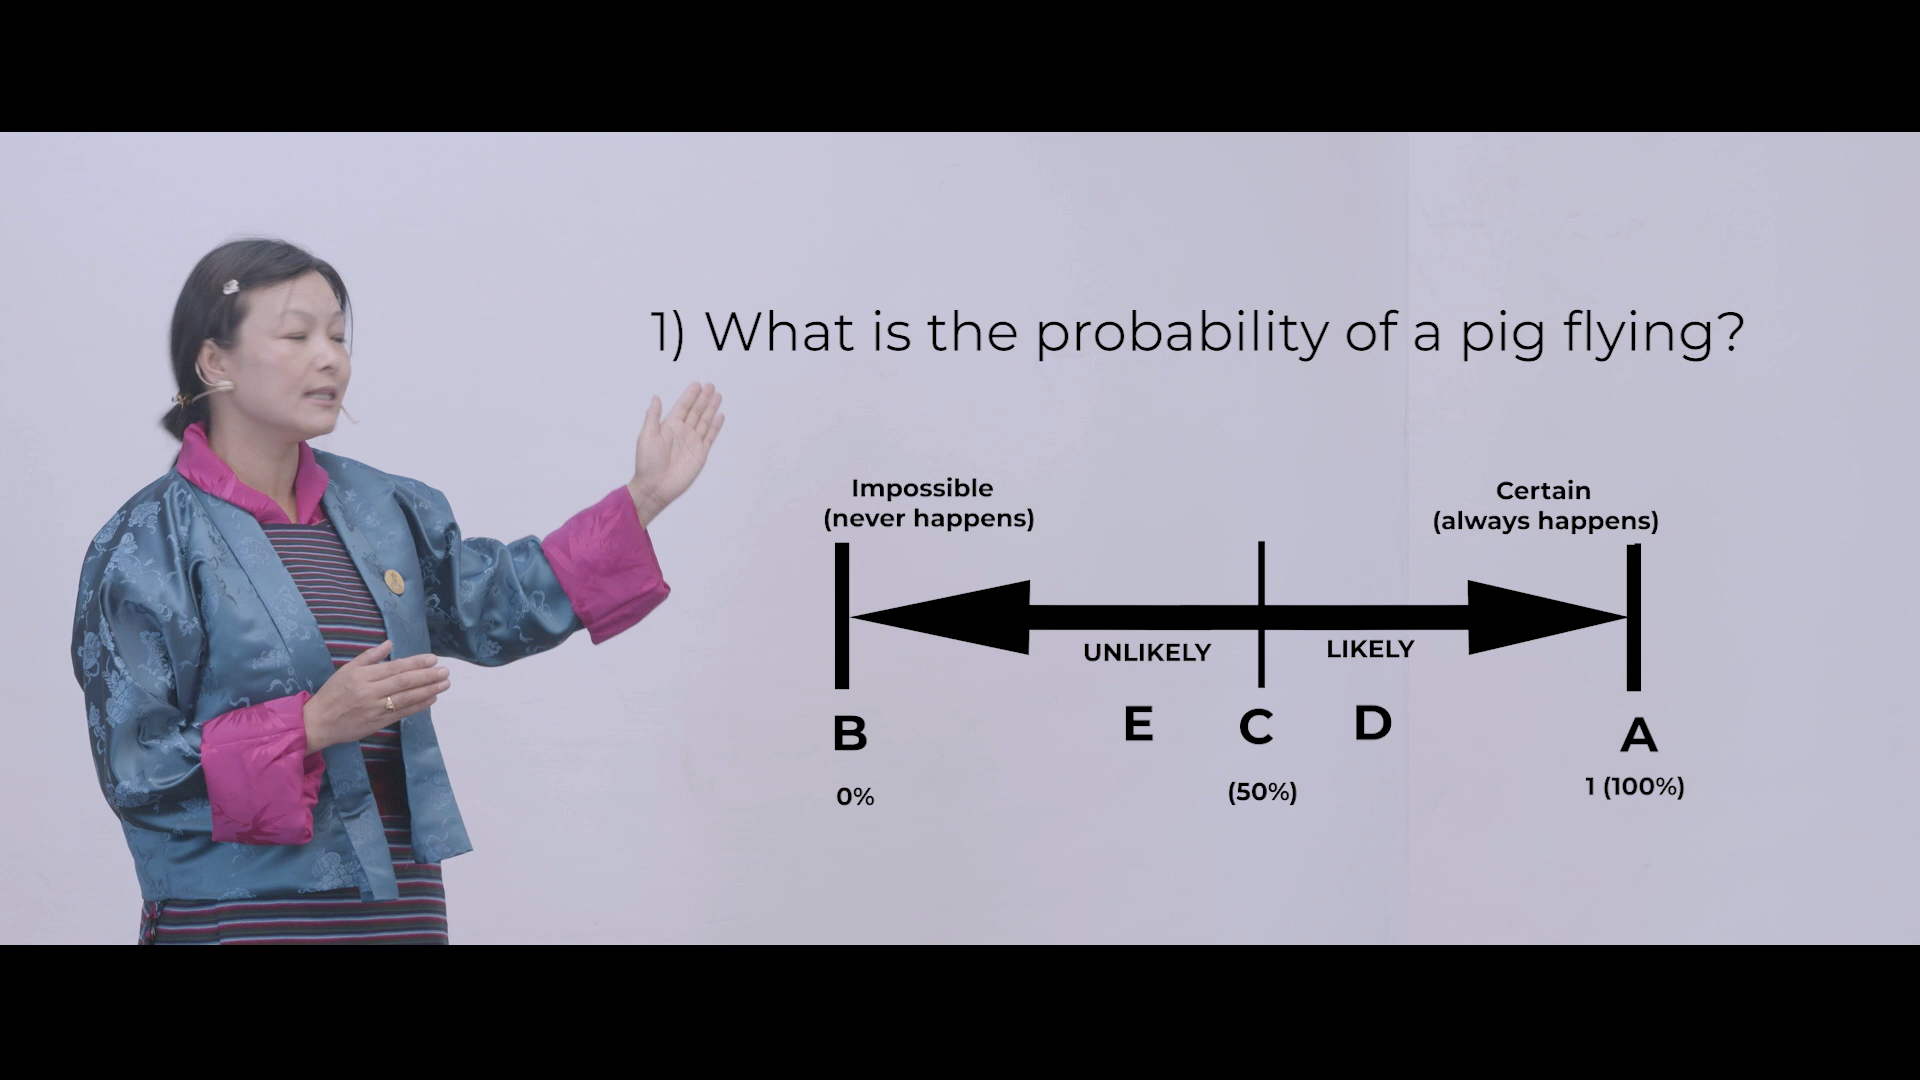 1) What is the probability of a pig flying?
Impossible
(never happens)
Certain
(always happens)
UNLIKELY
LIKELY
B
E
C
D
A
0%
(50%)
1 (100%)